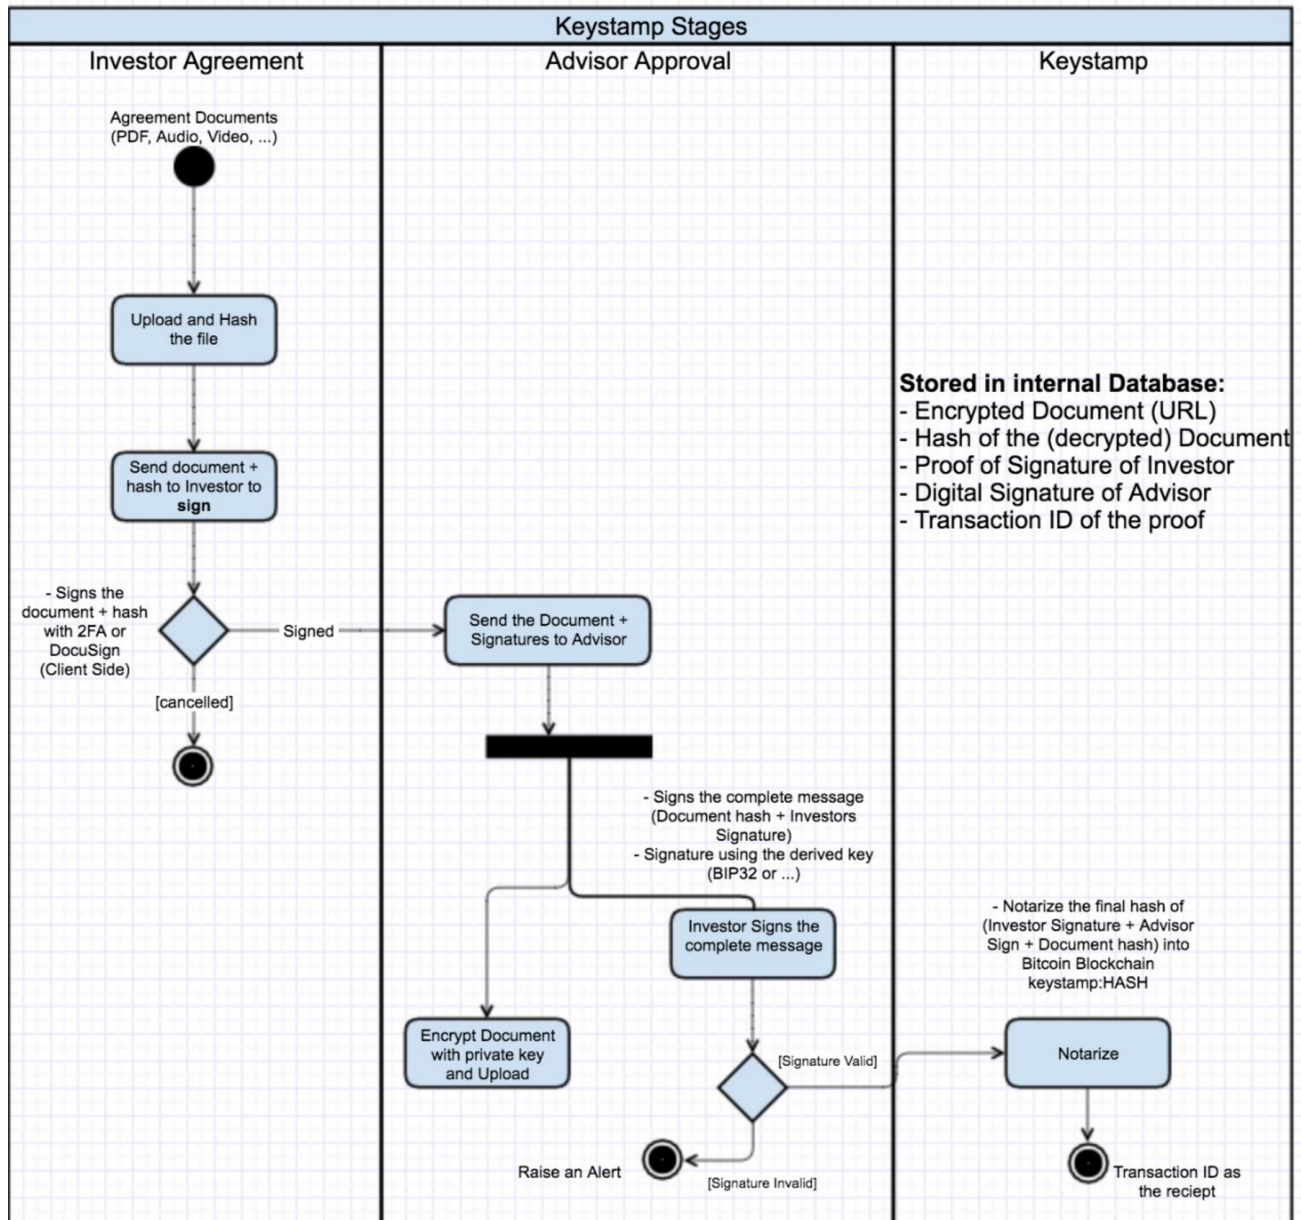 Keystamp Stages
Investor Agreement
Advisor Approval
Keystamp
Agreement Documents
(PDF, Audio, Video, ...)
Upload and Hash
the file
Send document +
hash to Investor to
sign
- Signs the
document + hash
with 2FA or
DocuSign
(Client Side)
Signed
[cancelled]
Send the Document +
Signatures to Advisor
- Signs the complete message
(Document hash + Investors
Signature)
- Signature using the derived key
(BIP32 or ...)
Investor Signs the
complete message
Encrypt Document
with private key
and Upload
[Signature Valid]
Raise an Alert
[Signature Invalid]
Stored in internal Database:
- Encrypted Document (URL)
- Hash of the (decrypted) Document
- Proof of Signature of Investor
- Digital Signature of Advisor
- Transaction ID of the proof
- Notarize the final hash of
(Investor Signature + Advisor
Sign + Document hash) into
Bitcoin Blockchain
keystamp:HASH
Notarize
Transaction ID as
the reciept